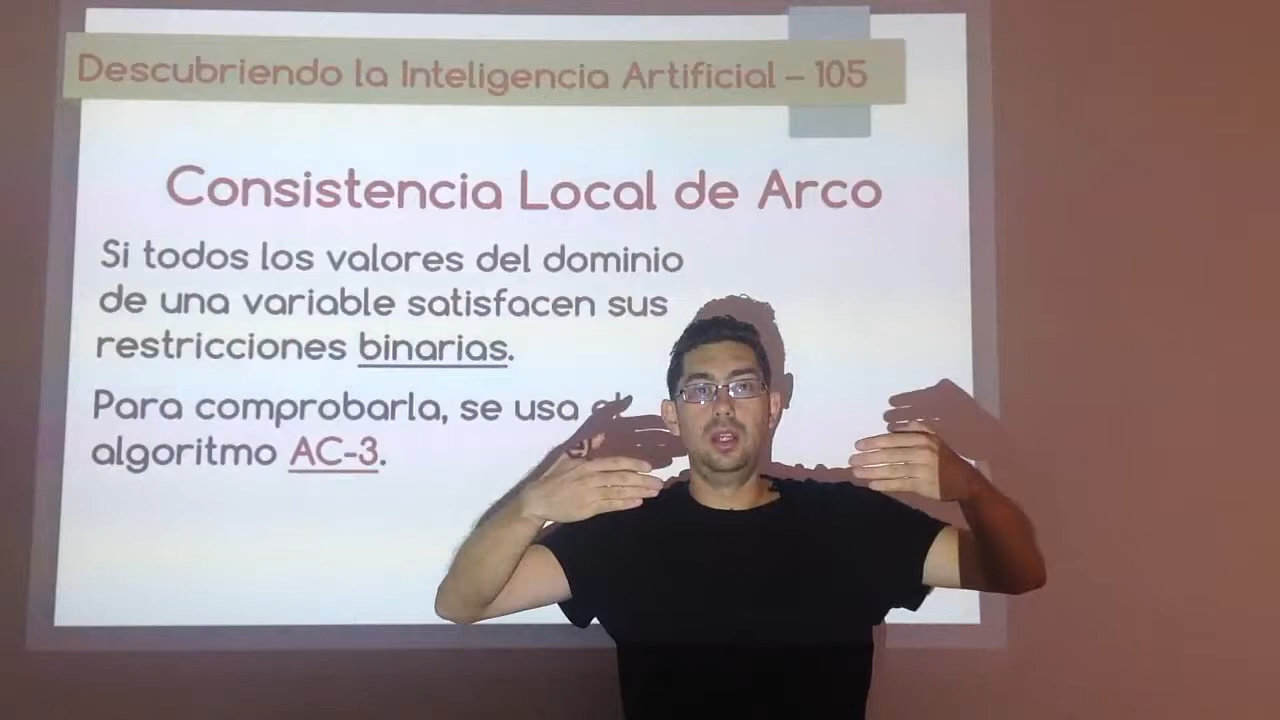 Descubriendo la Inteligencia Artificial – 105
Consistencia Local de Arco
Si todos los valores del dominio
de una variable satisfacen sus
restricciones binarias.
Para comprobarla, se usa el
algoritmo AC-3.